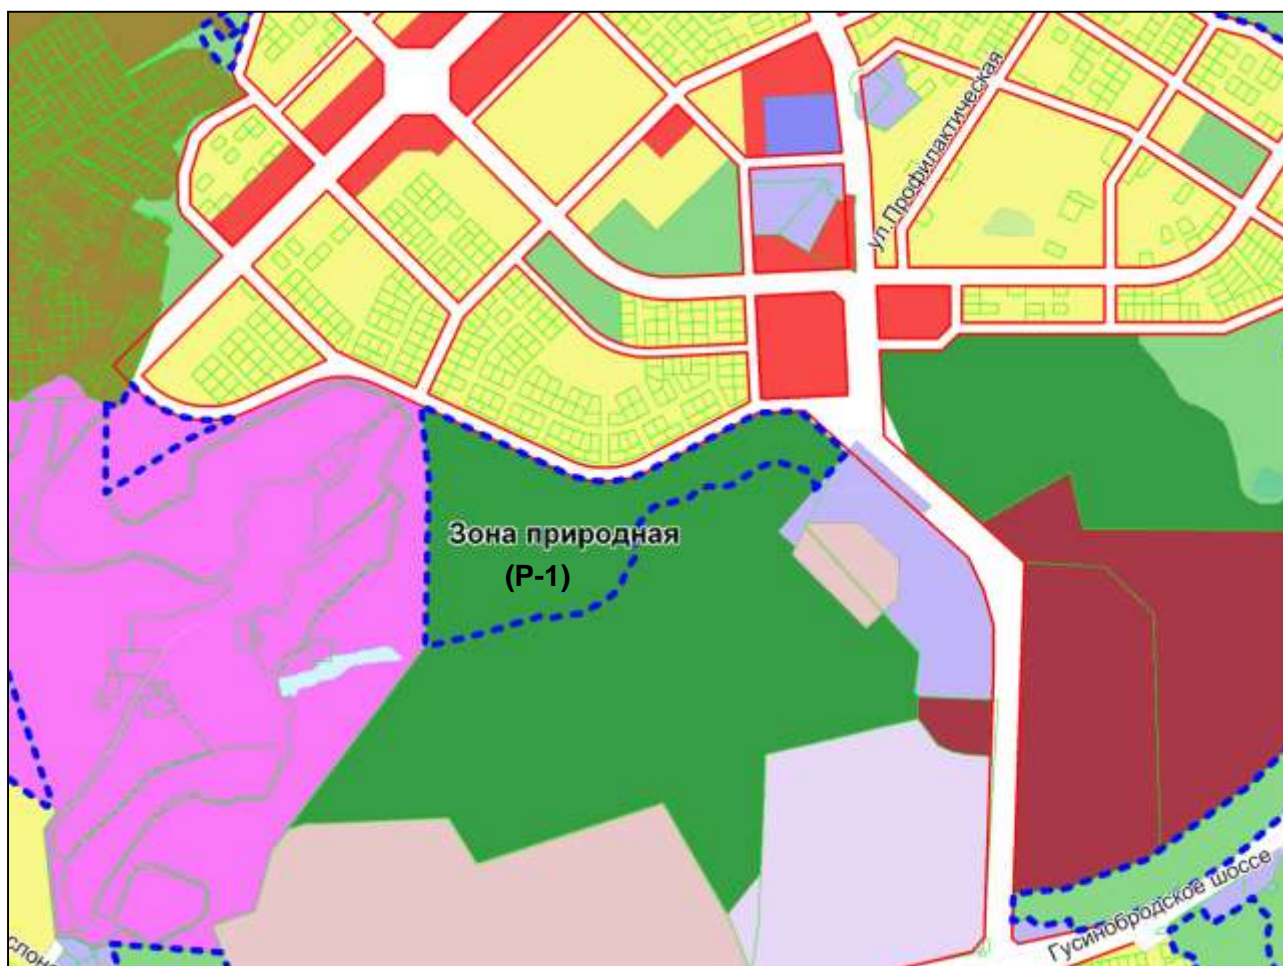 ул.Профилактическая
Зона природная
(Р-1)
Гусинобродское шоссе